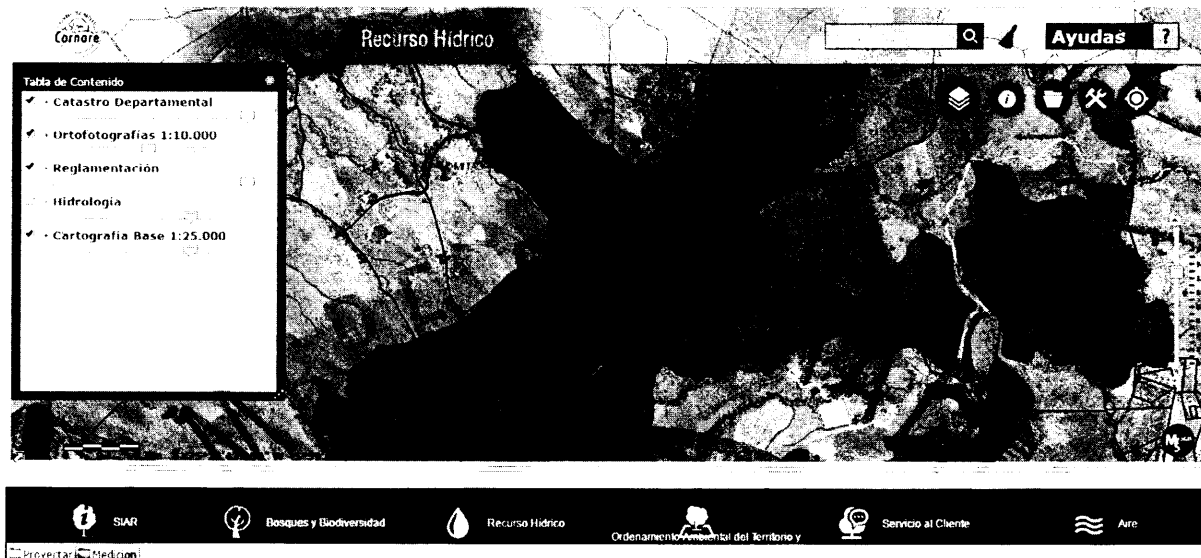 Cornare
Recurso Hídrico
Ayudas ?
Tabla de Contenido
Catastro Departamental
Ortofotografías 1:10.000
Reglamentación
Hidrología
Cartografía Base 1:25.000
SIAR
Bosques y Biodiversidad
Recurso Hídrico
Ordenamiento Ambiental del Territorio y
Servicio al Cliente
Aire
Proyectar Medicion